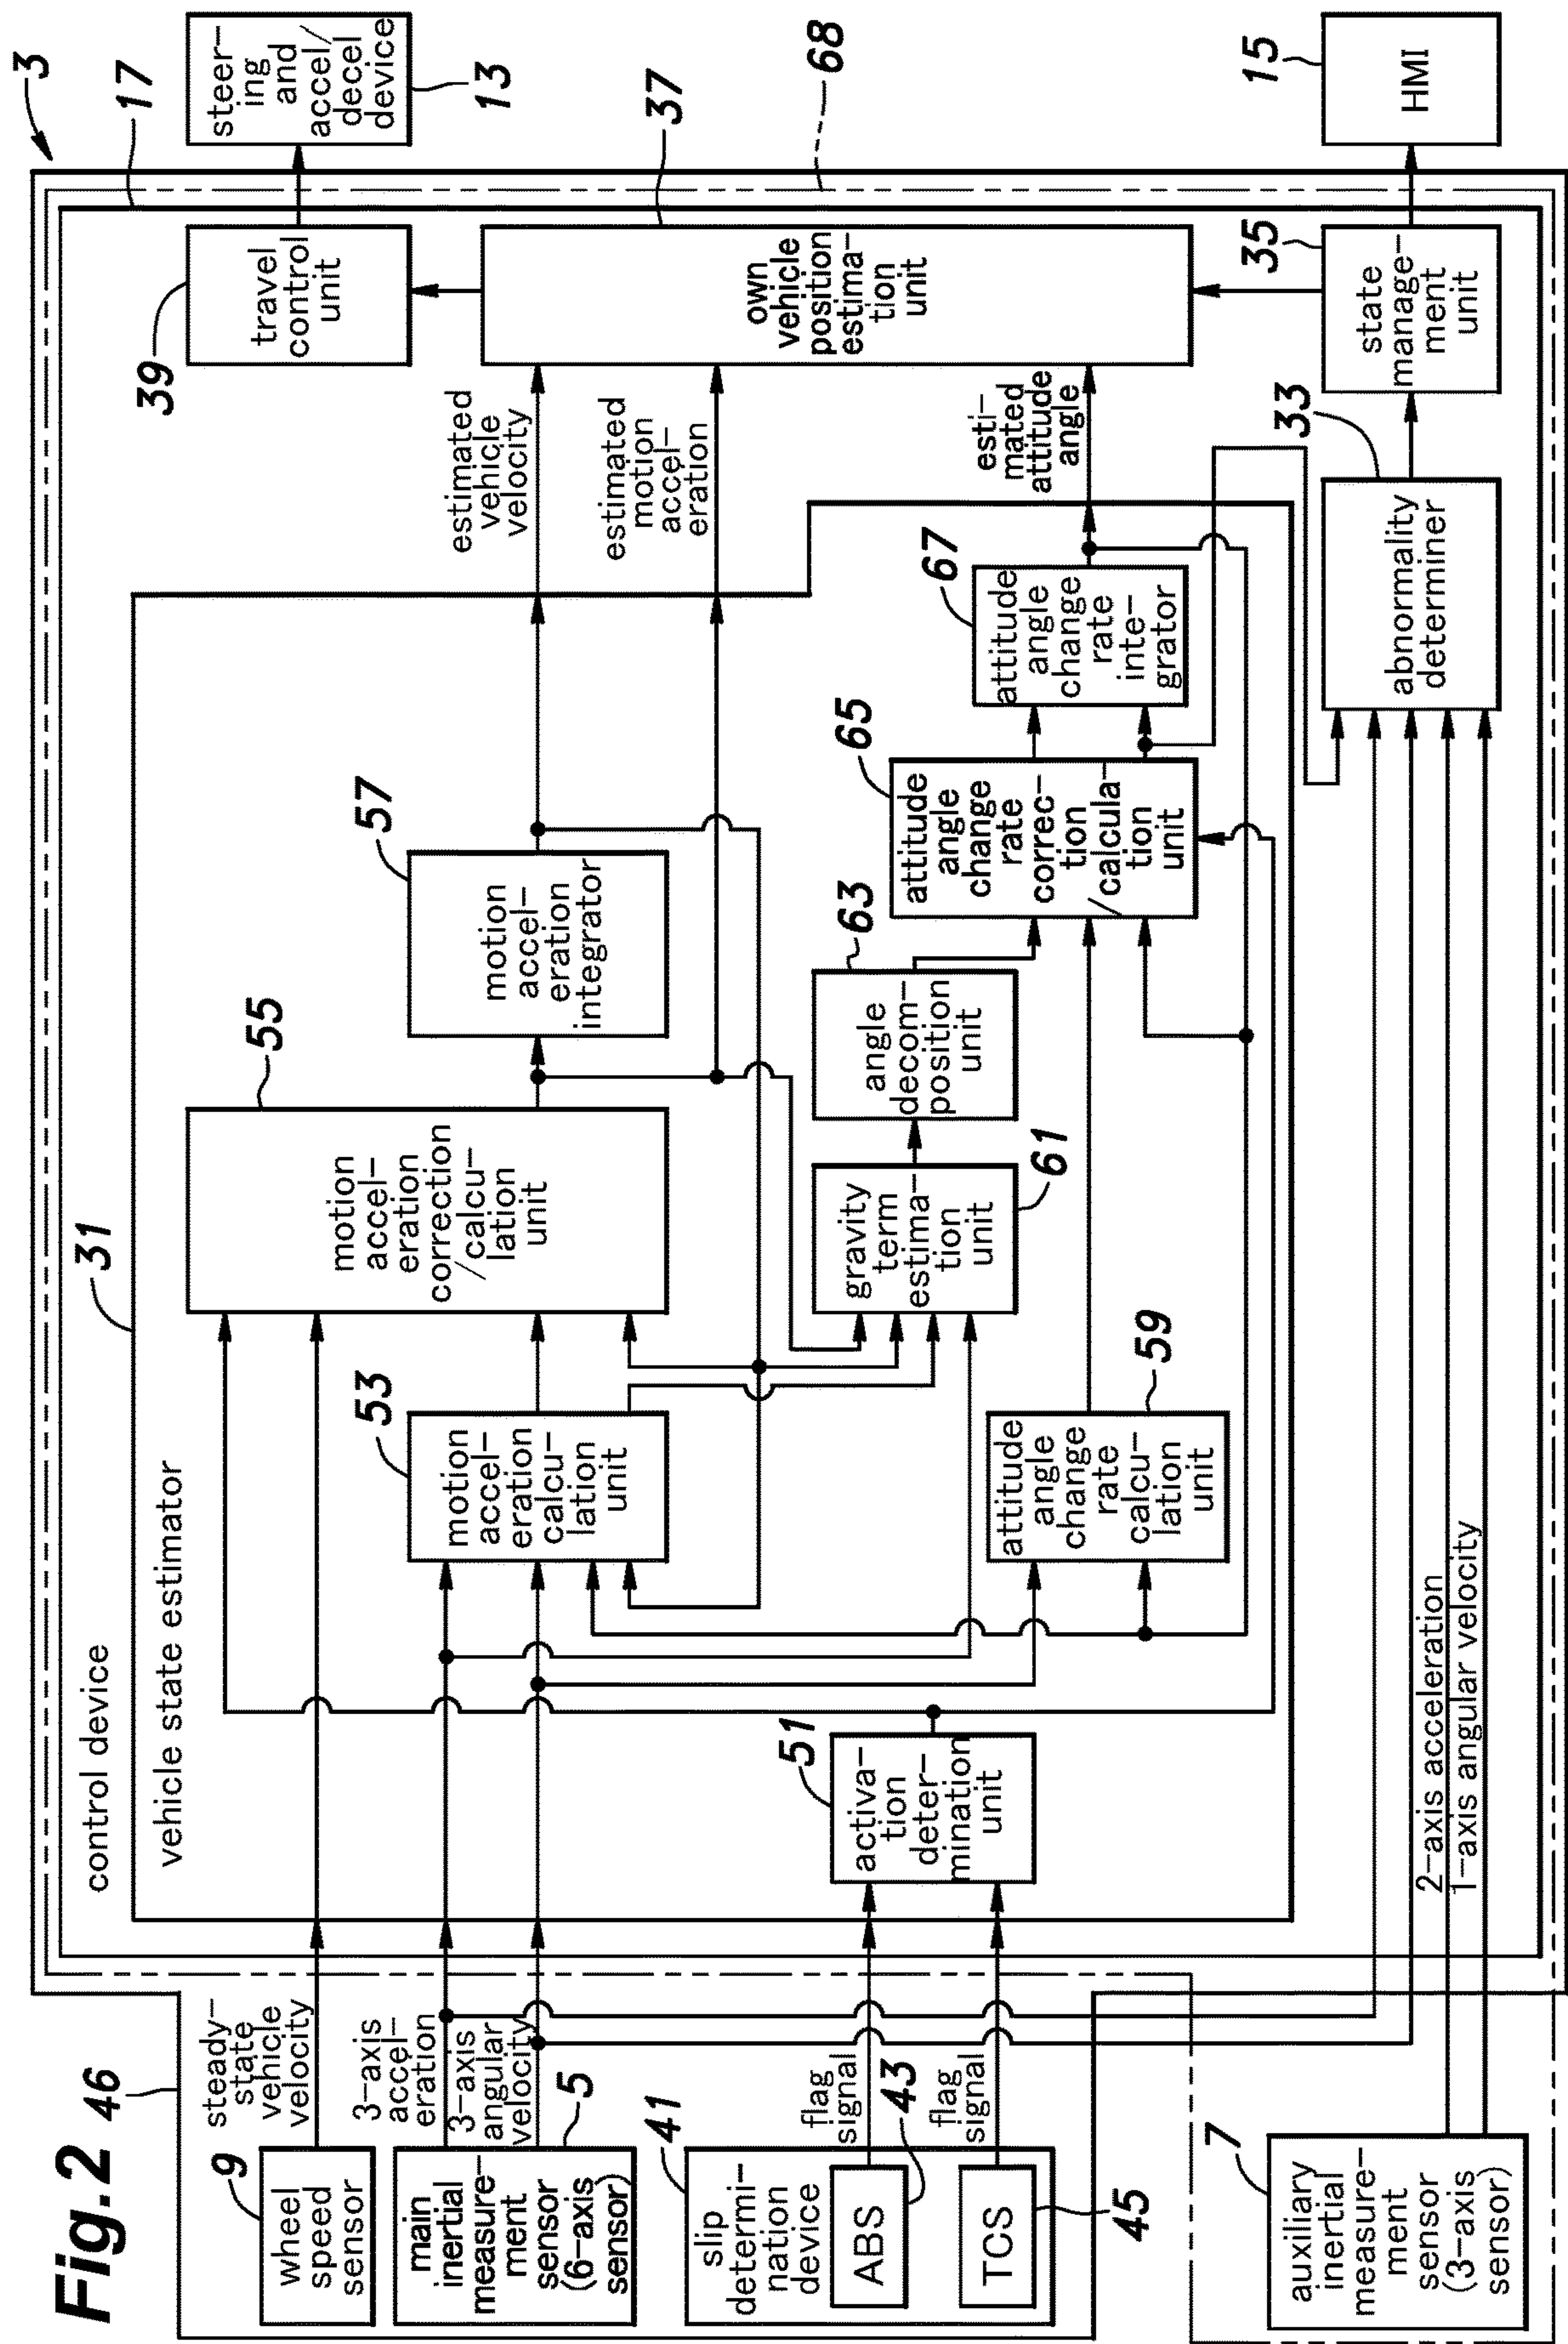 Fig.2
46
3
17
control device
31
vehicle state estimator
9
wheel
speed
sensor
steady-
state
vehicle
velocity
main
inertial
measure-
ment
sensor
(6-axis
sensor)
5
3-axis
accel-
eration
3-axis
angular
velocity
41
slip
determi-
nation
device
ABS
43
flag
signal
TCS
45
flag
signal
7
auxiliary
inertial
measure-
ment
sensor
(3-axis
sensor)
2-axis acceleration
1-axis angular velocity
51
activa-
tion
deter-
mination
unit
53
motion
accel-
eration
calcu-
lation
unit
55
motion
accel-
eration
correction
/calcu-
lation
unit
57
motion
accel-
eration
integrator
59
attitude
angle
change
rate
calcu-
lation
unit
61
gravity
term
estima-
tion
unit
63
angle
decom-
position
unit
65
attitude
angle
change
rate
correc-
tion
/calcula-
tion
unit
67
attitude
angle
change
rate
inte-
grator
estimated
vehicle
velocity
estimated
motion
accel-
eration
esti-
mated
attitude
angle
39
travel
control
unit
37
own
vehicle
position
estima-
tion
unit
68
33
abnormality
determiner
35
state
manage-
ment
unit
steer-
ing
and
accel/
decel
device
13
15
HMI